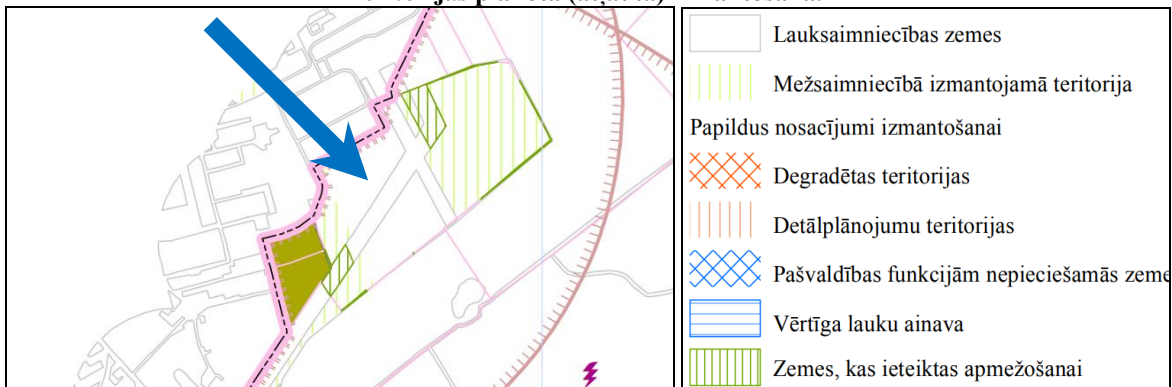 Lauksaimniecības zemes
Mežsaimniecībā izmantojamā teritorija
Papildus nosacījumi izmantošanai
Degradētas teritorijas
Detālplānojumu teritorijas
Pašvaldības funkcijām nepieciešamās zeme
Vērtīga lauku ainava
Zemes, kas ieteiktas apmežošanai